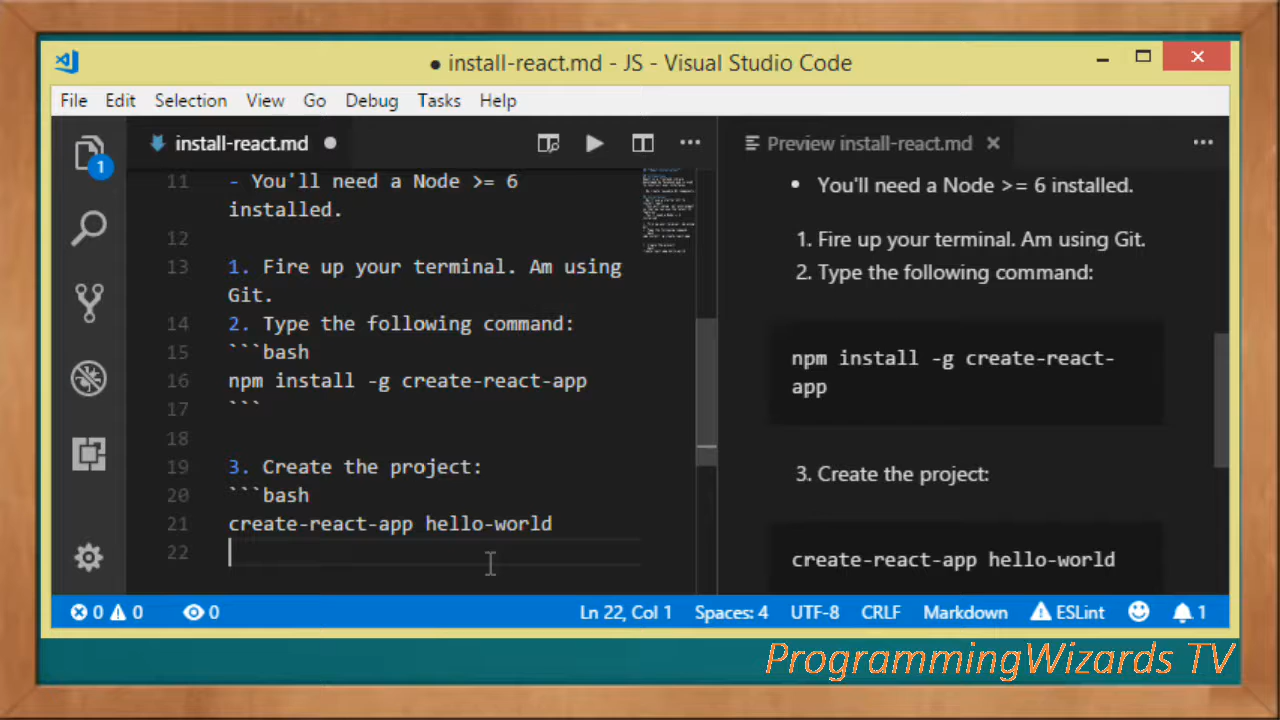 ● install-react.md - JS - Visual Studio Code
File Edit Selection View Go Debug Tasks Help
1
install-react.md
11 - You'll need a Node >= 6
installed.
12
13 1. Fire up your terminal. Am using
Git.
14 2. Type the following command:
15 ```bash
16 npm install -g create-react-app
17 ```
18
19 3. Create the project:
20 ```bash
21 create-react-app hello-world
22
Preview install-react.md
• You'll need a Node >= 6 installed.
1. Fire up your terminal. Am using Git.
2. Type the following command:
npm install -g create-react-
app
3. Create the project:
create-react-app hello-world
0 0 0 Ln 22, Col 1 Spaces: 4 UTF-8 CRLF Markdown ESLint 1
ProgrammingWizards TV